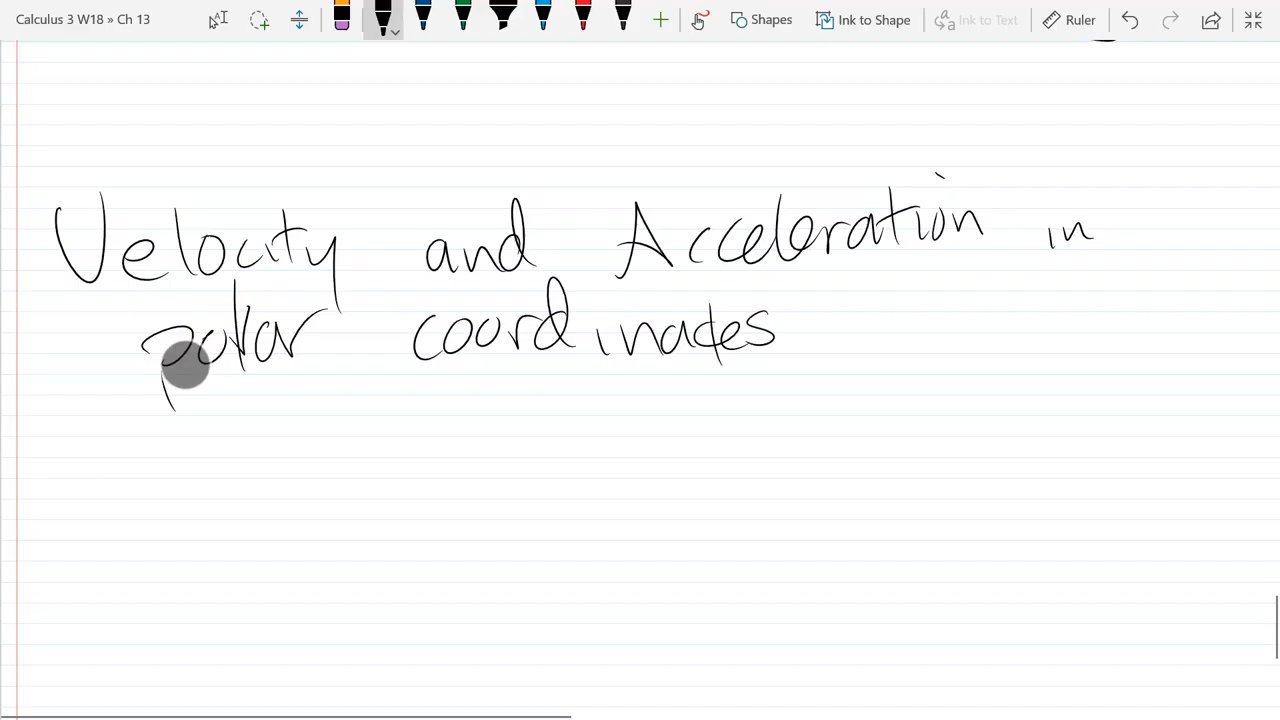 Calculus 3 W18 » Ch 13
Shapes
Ink to Shape
Ink to Text
Ruler
Velocity and Acceleration in
polar coordinates